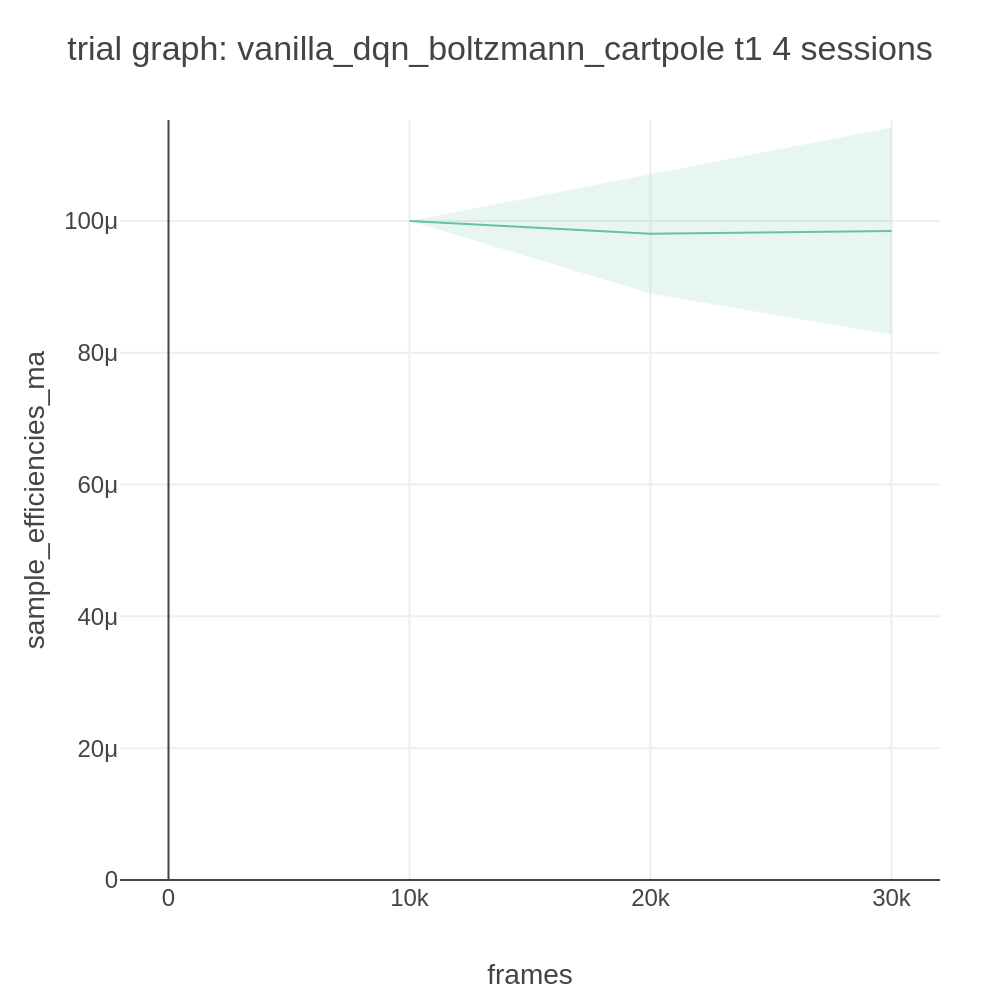 trial graph: vanilla_dqn_boltzmann_cartpole t1 4 sessions
sample_efficiencies_ma
100μ
80μ
60μ
40μ
20μ
0
0 10k 20k 30k
frames